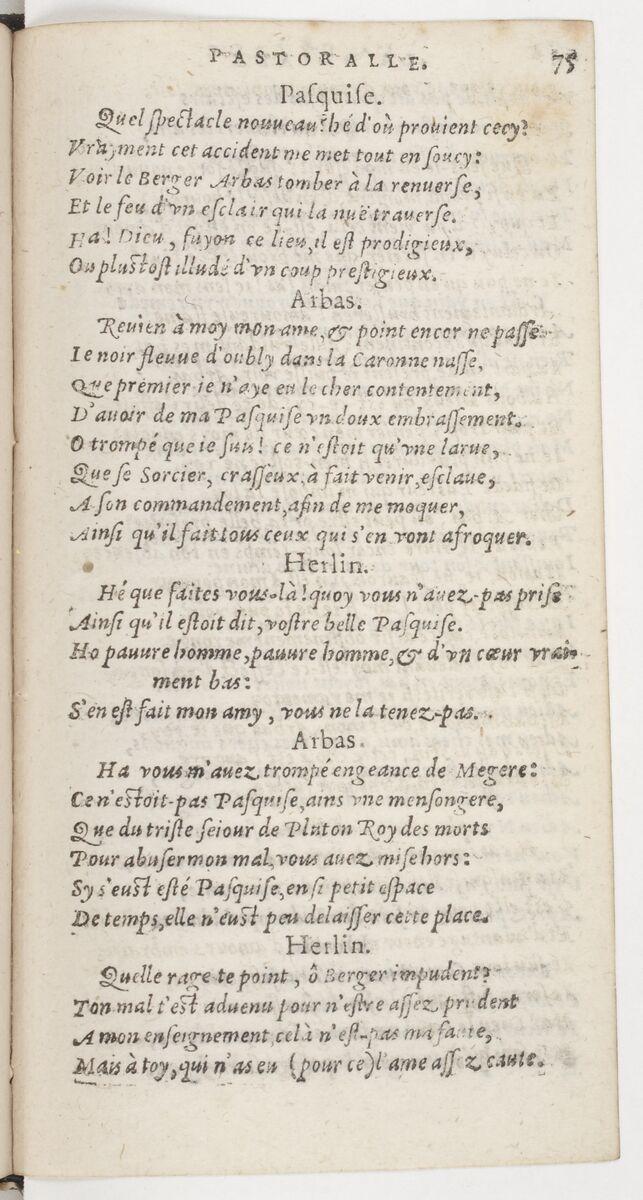 PASTORALLE. 75
Pasquise.
Quel spectacle nouueau? hé d'où prouient cecy?
Vrayment cet accident me met tout en soucy:
Voir le Berger Arbas tomber à la renuerse,
Et le feu d'vn esclair qui la nuë trauerse.
Ha! Dieu, fuyon ce lieu, il est prodigieux,
Ou plustost illudé d'vn coup prestigieux.
Arbas.
Reuien à moy mon ame, & point encor ne passe
Ie noir fleuue d'oubly dans la Caronne nasse,
Que premier ie n'aye eu le cher contentement,
D'auoir de ma Pasquise vn doux embrassement.
O trompé que ie suis! ce n'estoit qu'vne larue,
Que se Sorcier, crasseux, à fait venir, esclaue,
A son commandement, afin de me moquer,
Ainsi qu'il fait tous ceux qui s'en vont afroquer.
Herlin.
Hé que faites vous-là! quoy vous n'auez-pas prise
Ainsi qu'il estoit dit, vostre belle Pasquise.
Ho pauure homme, pauure homme, & d'vn cœur vrai-
ment bas:
S'en est fait mon amy, vous ne la tenez-pas.
Arbas.
Ha vous m'auez trompé engeance de Megere:
Ce n'estoit-pas Pasquise, ains vne mensongere,
Que du triste seiour de Pluton Roy des morts
Pour abuser mon mal, vous auez mise hors:
Sy s'eust esté Pasquise, en si petit espace
De temps, elle n'eust peu delaisser cette place.
Herlin.
Quelle rage te point, ô Berger impudent?
Ton mal t'est aduenu pour n'estre assez prudent
A mon enseignement, celà n'est-pas ma faute,
Mais à toy, qui n'as eu (pour ce) l'ame assez caute.